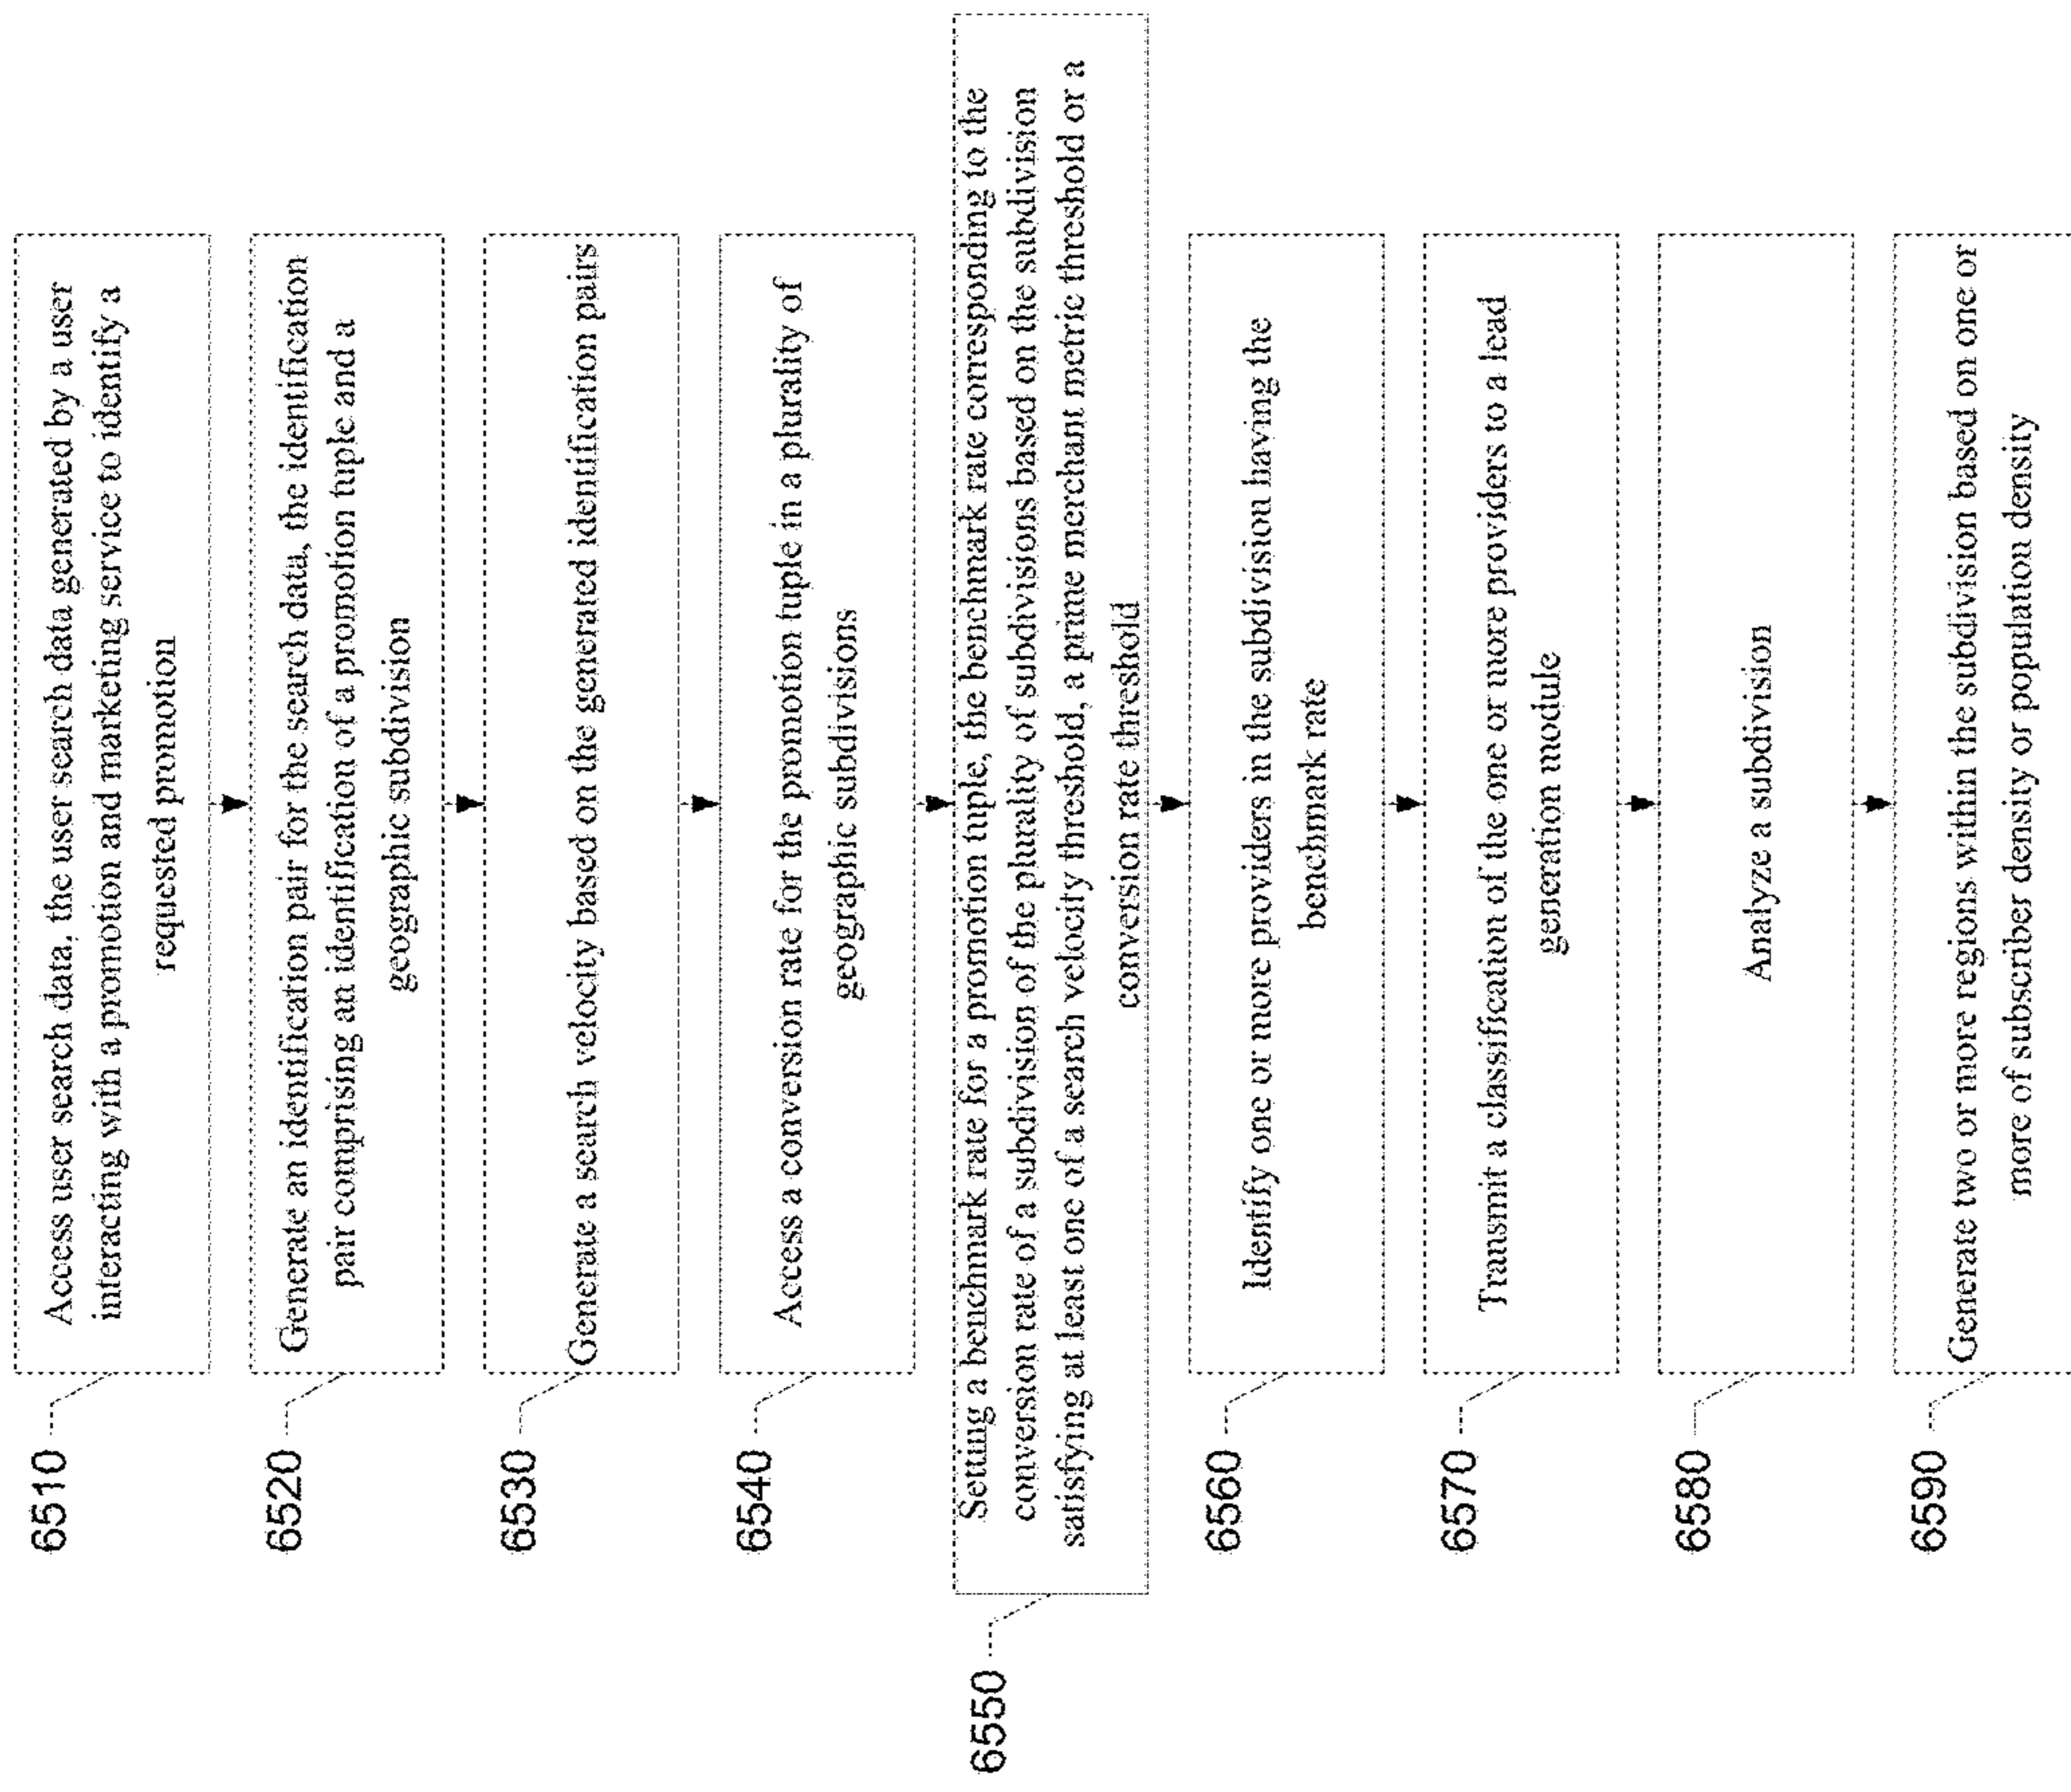 6510
Access user search data, the user search data generated by a user
interacting with a promotion and marketing service to identify a
requested promotion
6520
Generate an identification pair for the search data, the identification
pair comprising an identification of a promotion tuple and a
geographic subdivision
6530
Generate a search velocity based on the generated identification pairs
6540
Access a conversion rate for the promotion tuple in a plurality of
geographic subdivisions
6550
Setting a benchmark rate for a promotion tuple, the benchmark rate corresponding to the
conversion rate of a subdivision of the plurality of subdivisions based on the subdivision
satisfying at least one of a search velocity threshold, a prime merchant metric threshold or a
conversion rate threshold
6560
Identify one or more providers in the subdivision having the
benchmark rate
6570
Transmit a classification of the one or more providers to a lead
generation module
6580
Analyze a subdivision
6590
Generate two or more regions within the subdivision based on one or
more of subscriber density or population density